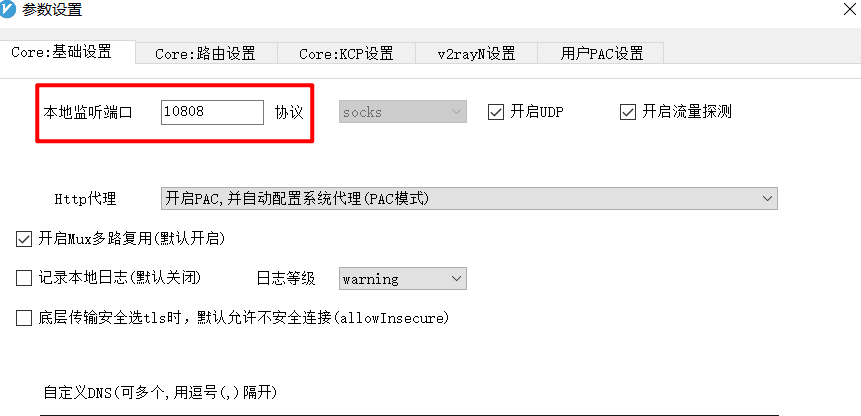 参数设置
Core:基础设置 Core:路由设置 Core:KCP设置 v2rayN设置 用户PAC设置
本地监听端口 10808 协议 socks 开启UDP 开启流量探测
Http代理 开启PAC,并自动配置系统代理(PAC模式)
开启Mux多路复用(默认开启)
记录本地日志(默认关闭) 日志等级 warning
底层传输安全选tls时，默认允许不安全连接(allowInsecure)
自定义DNS(可多个,用逗号(,)隔开)